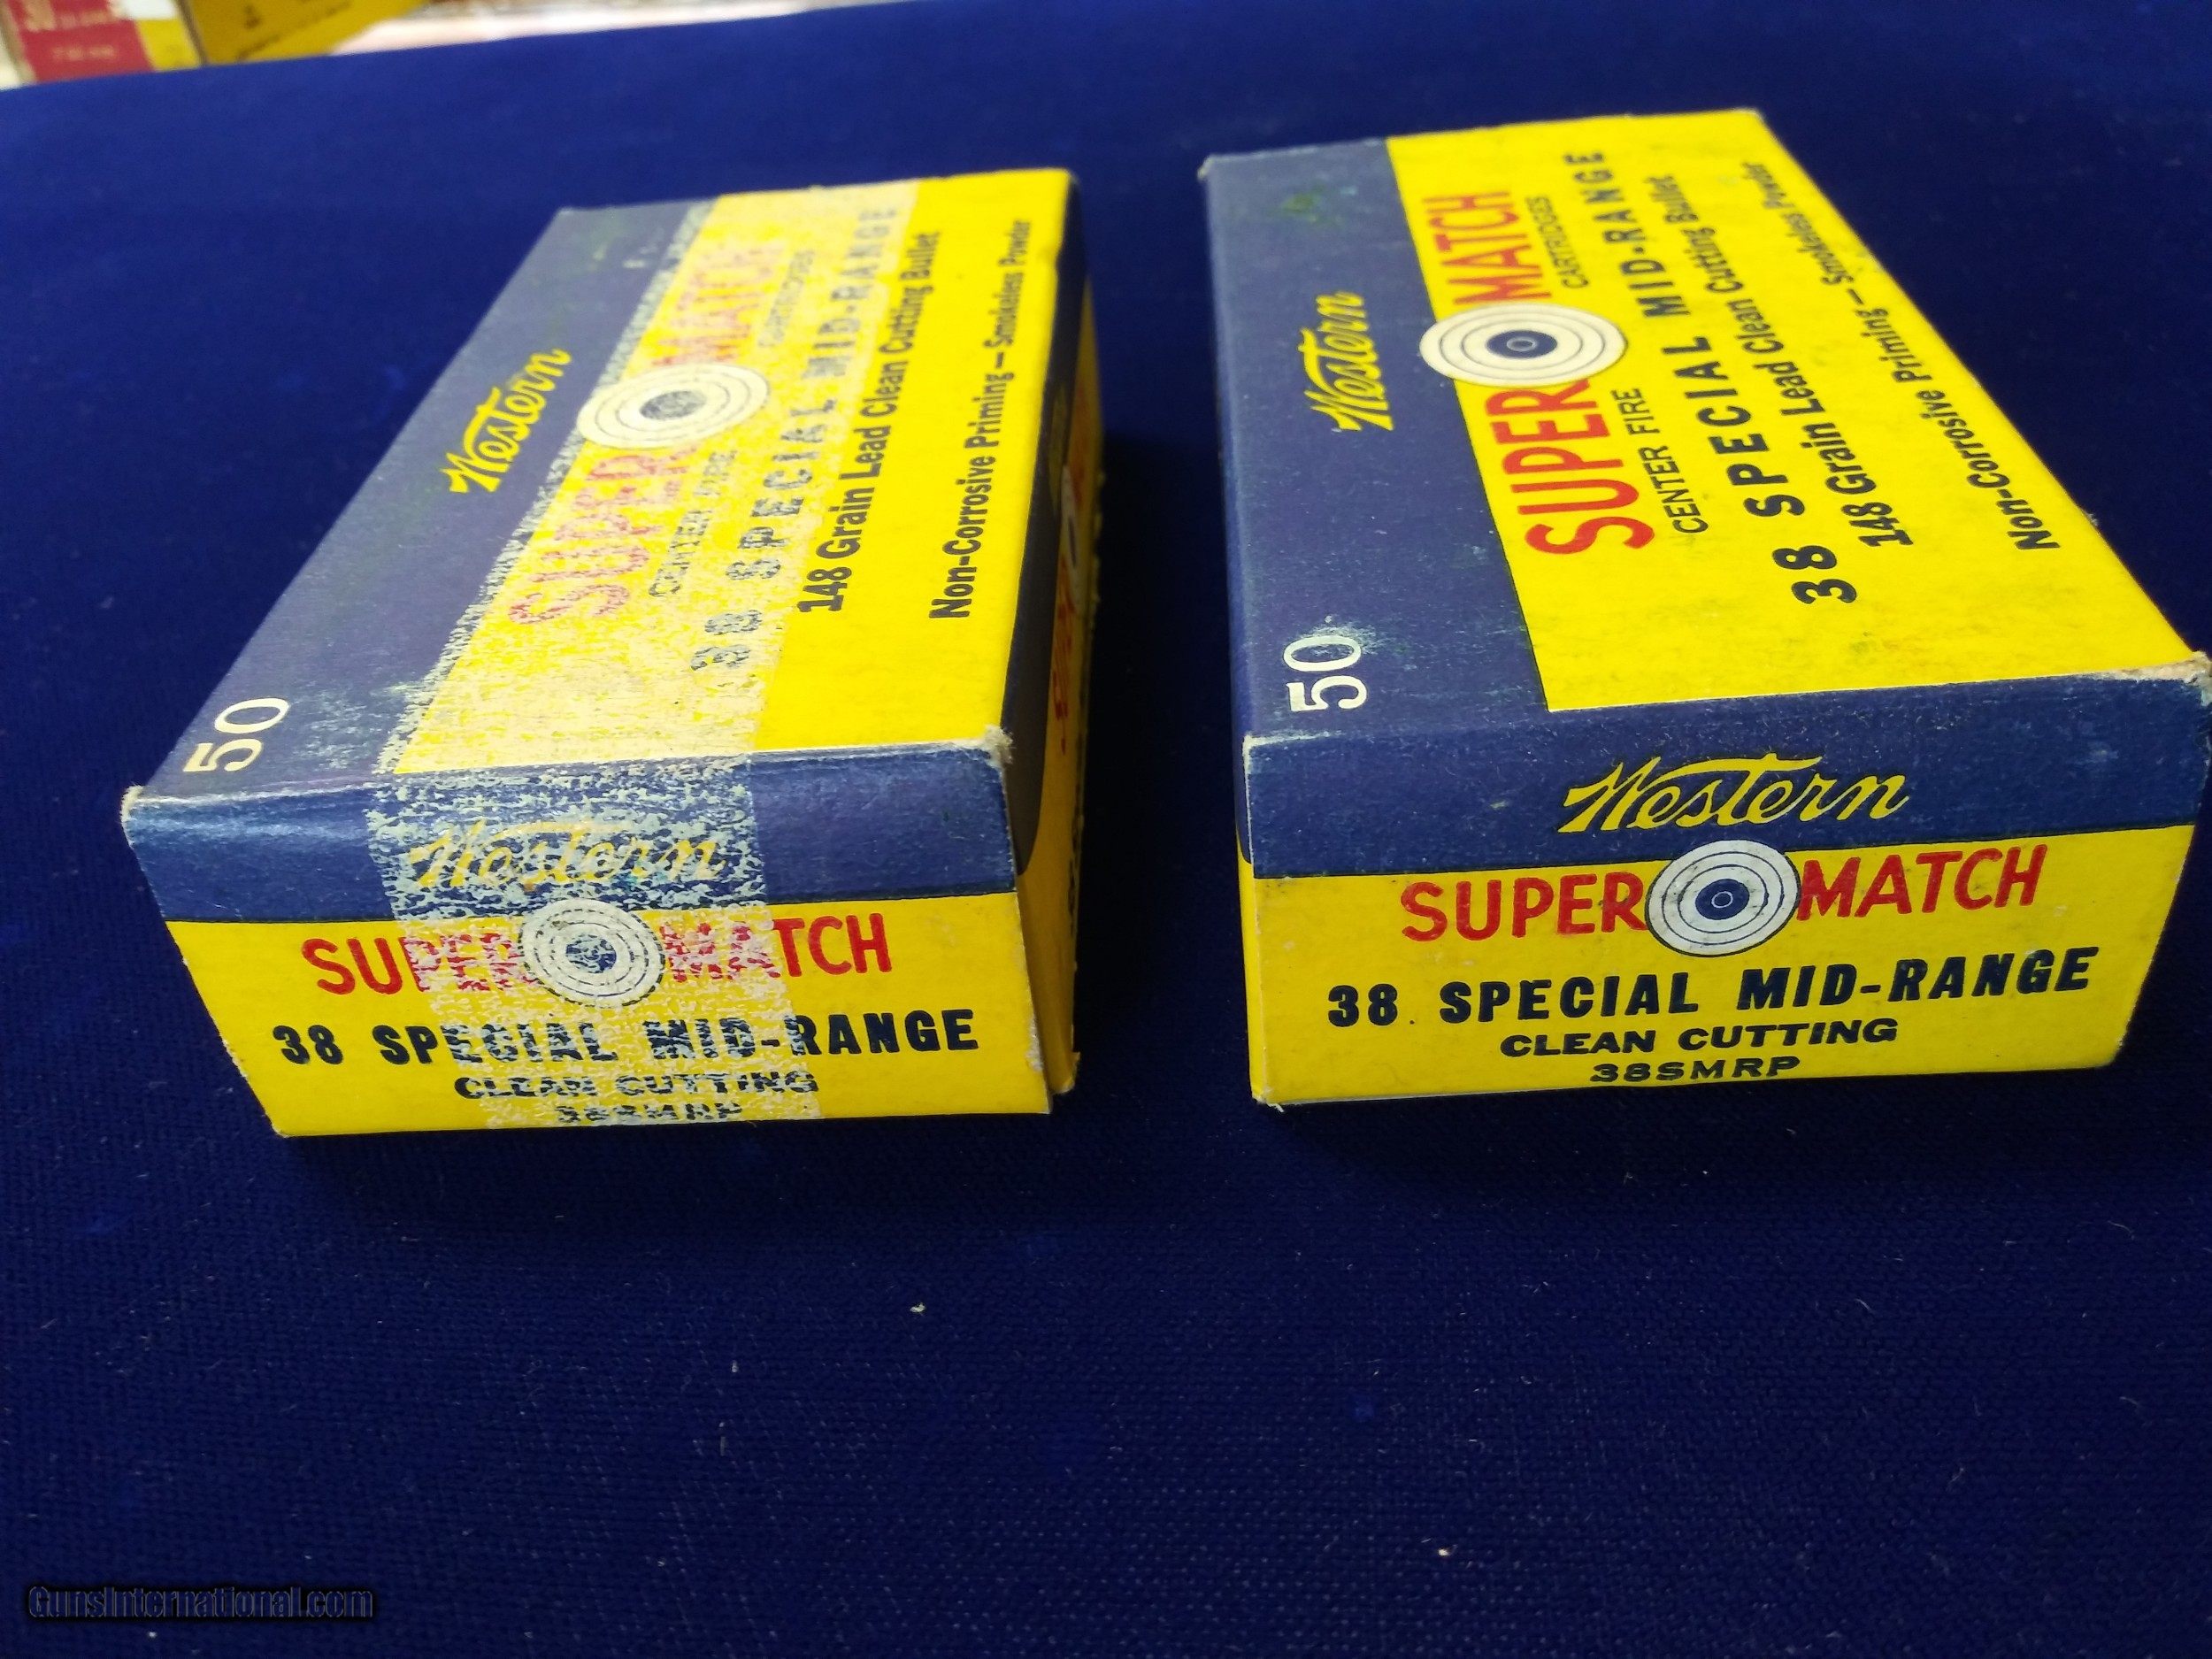 Western
SUPER MATCH
CENTER FIRE CARTRIDGES
38 SPECIAL MID-RANGE
148 Grain Lead Clean Cutting Bullet
Non-Corrosive Priming—Smokeless Powder
50
Western
SUPER MATCH
38 SPECIAL MID-RANGE
CLEAN CUTTING
38SMRP
Western
SUPER MATCH
CENTER FIRE CARTRIDGES
38 SPECIAL MID-RANGE
148 Grain Lead Clean Cutting Bullet
Non-Corrosive Priming—Smokeless Powder
50
Western
SUPER MATCH
38 SPECIAL MID-RANGE
CLEAN CUTTING
38SMRP
GunsInternational.com